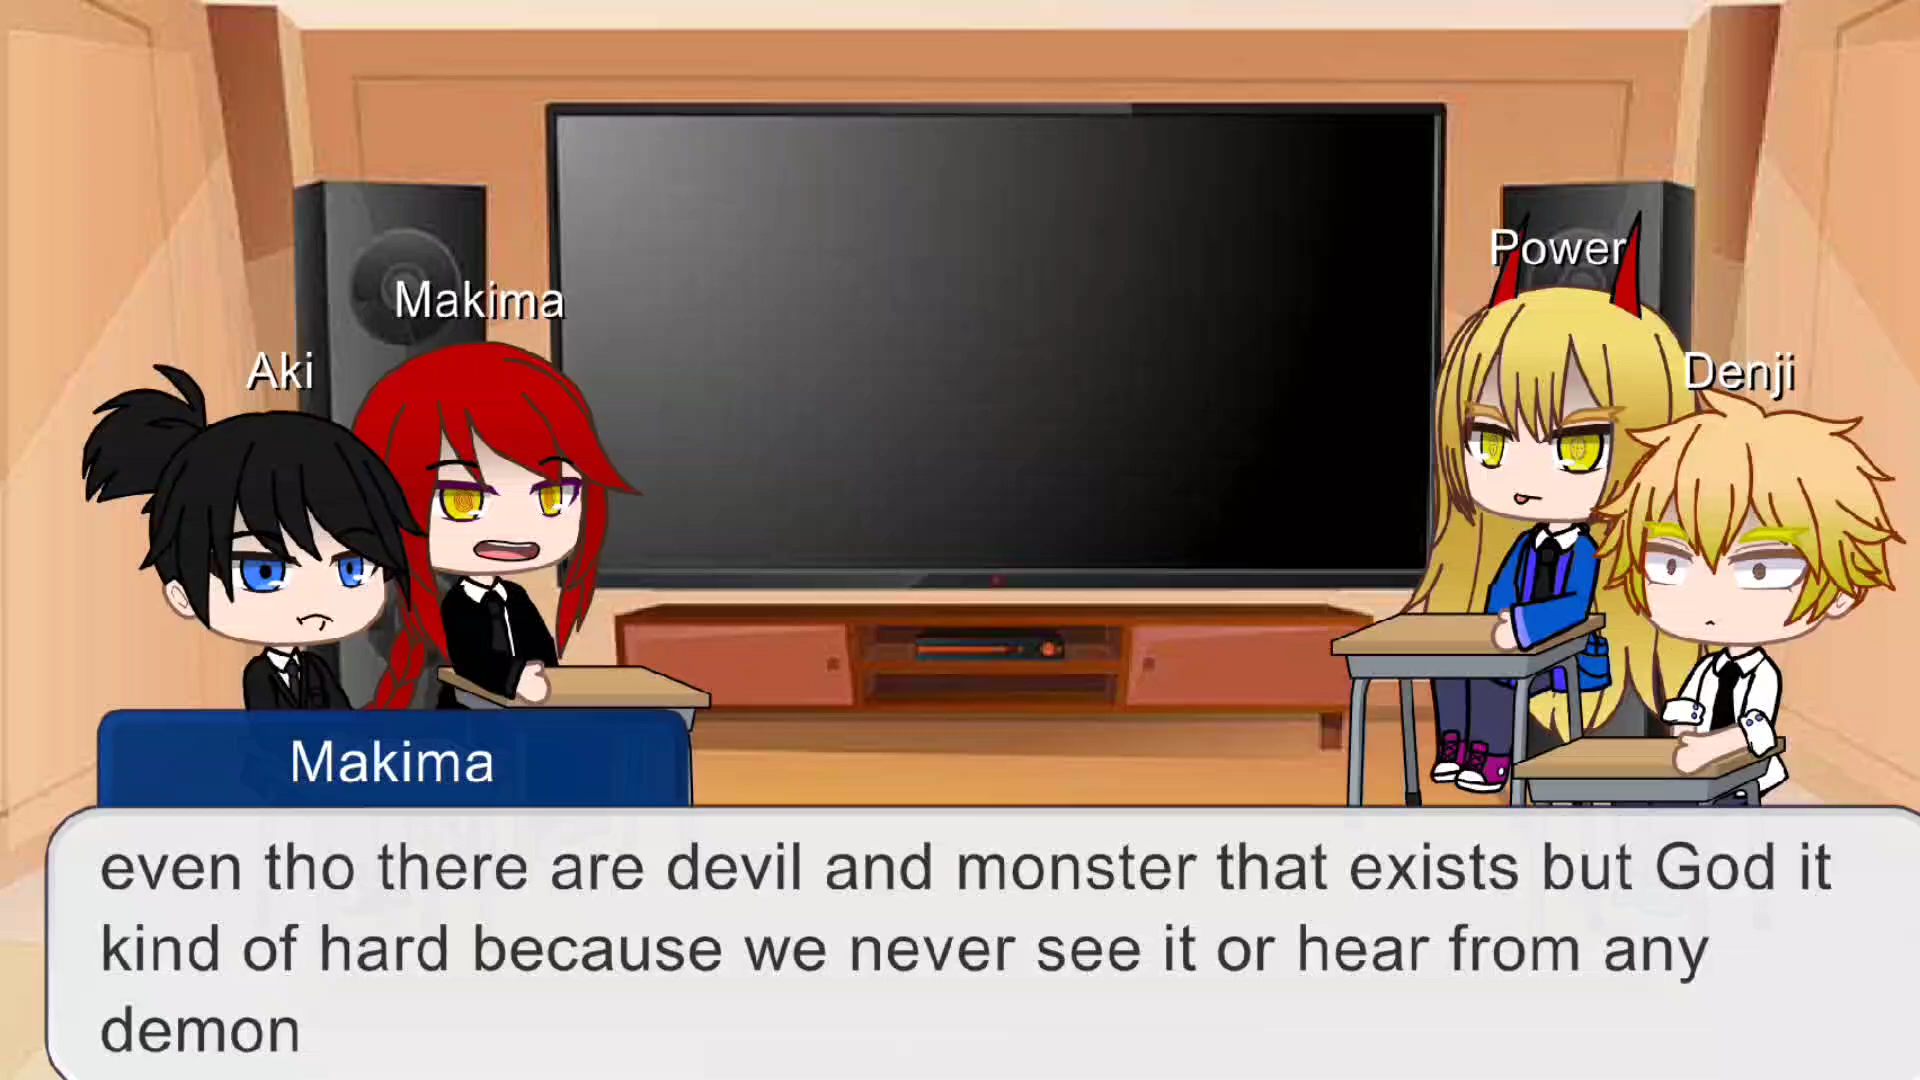 Power
Makima
Aki
Denji
Makima
even tho there are devil and monster that exists but God it
kind of hard because we never see it or hear from any
demon